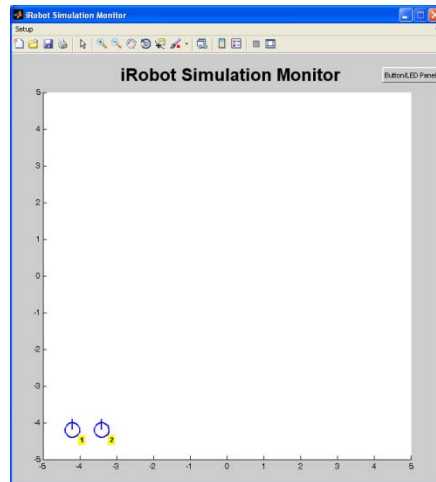 iRobot Simulation Monitor
Setup
iRobot Simulation Monitor
Button/LED Panel
5
4
3
2
1
0
-1
-2
-3
-4
-5
1
2
-5 -4 -3 -2 -1 0 1 2 3 4 5